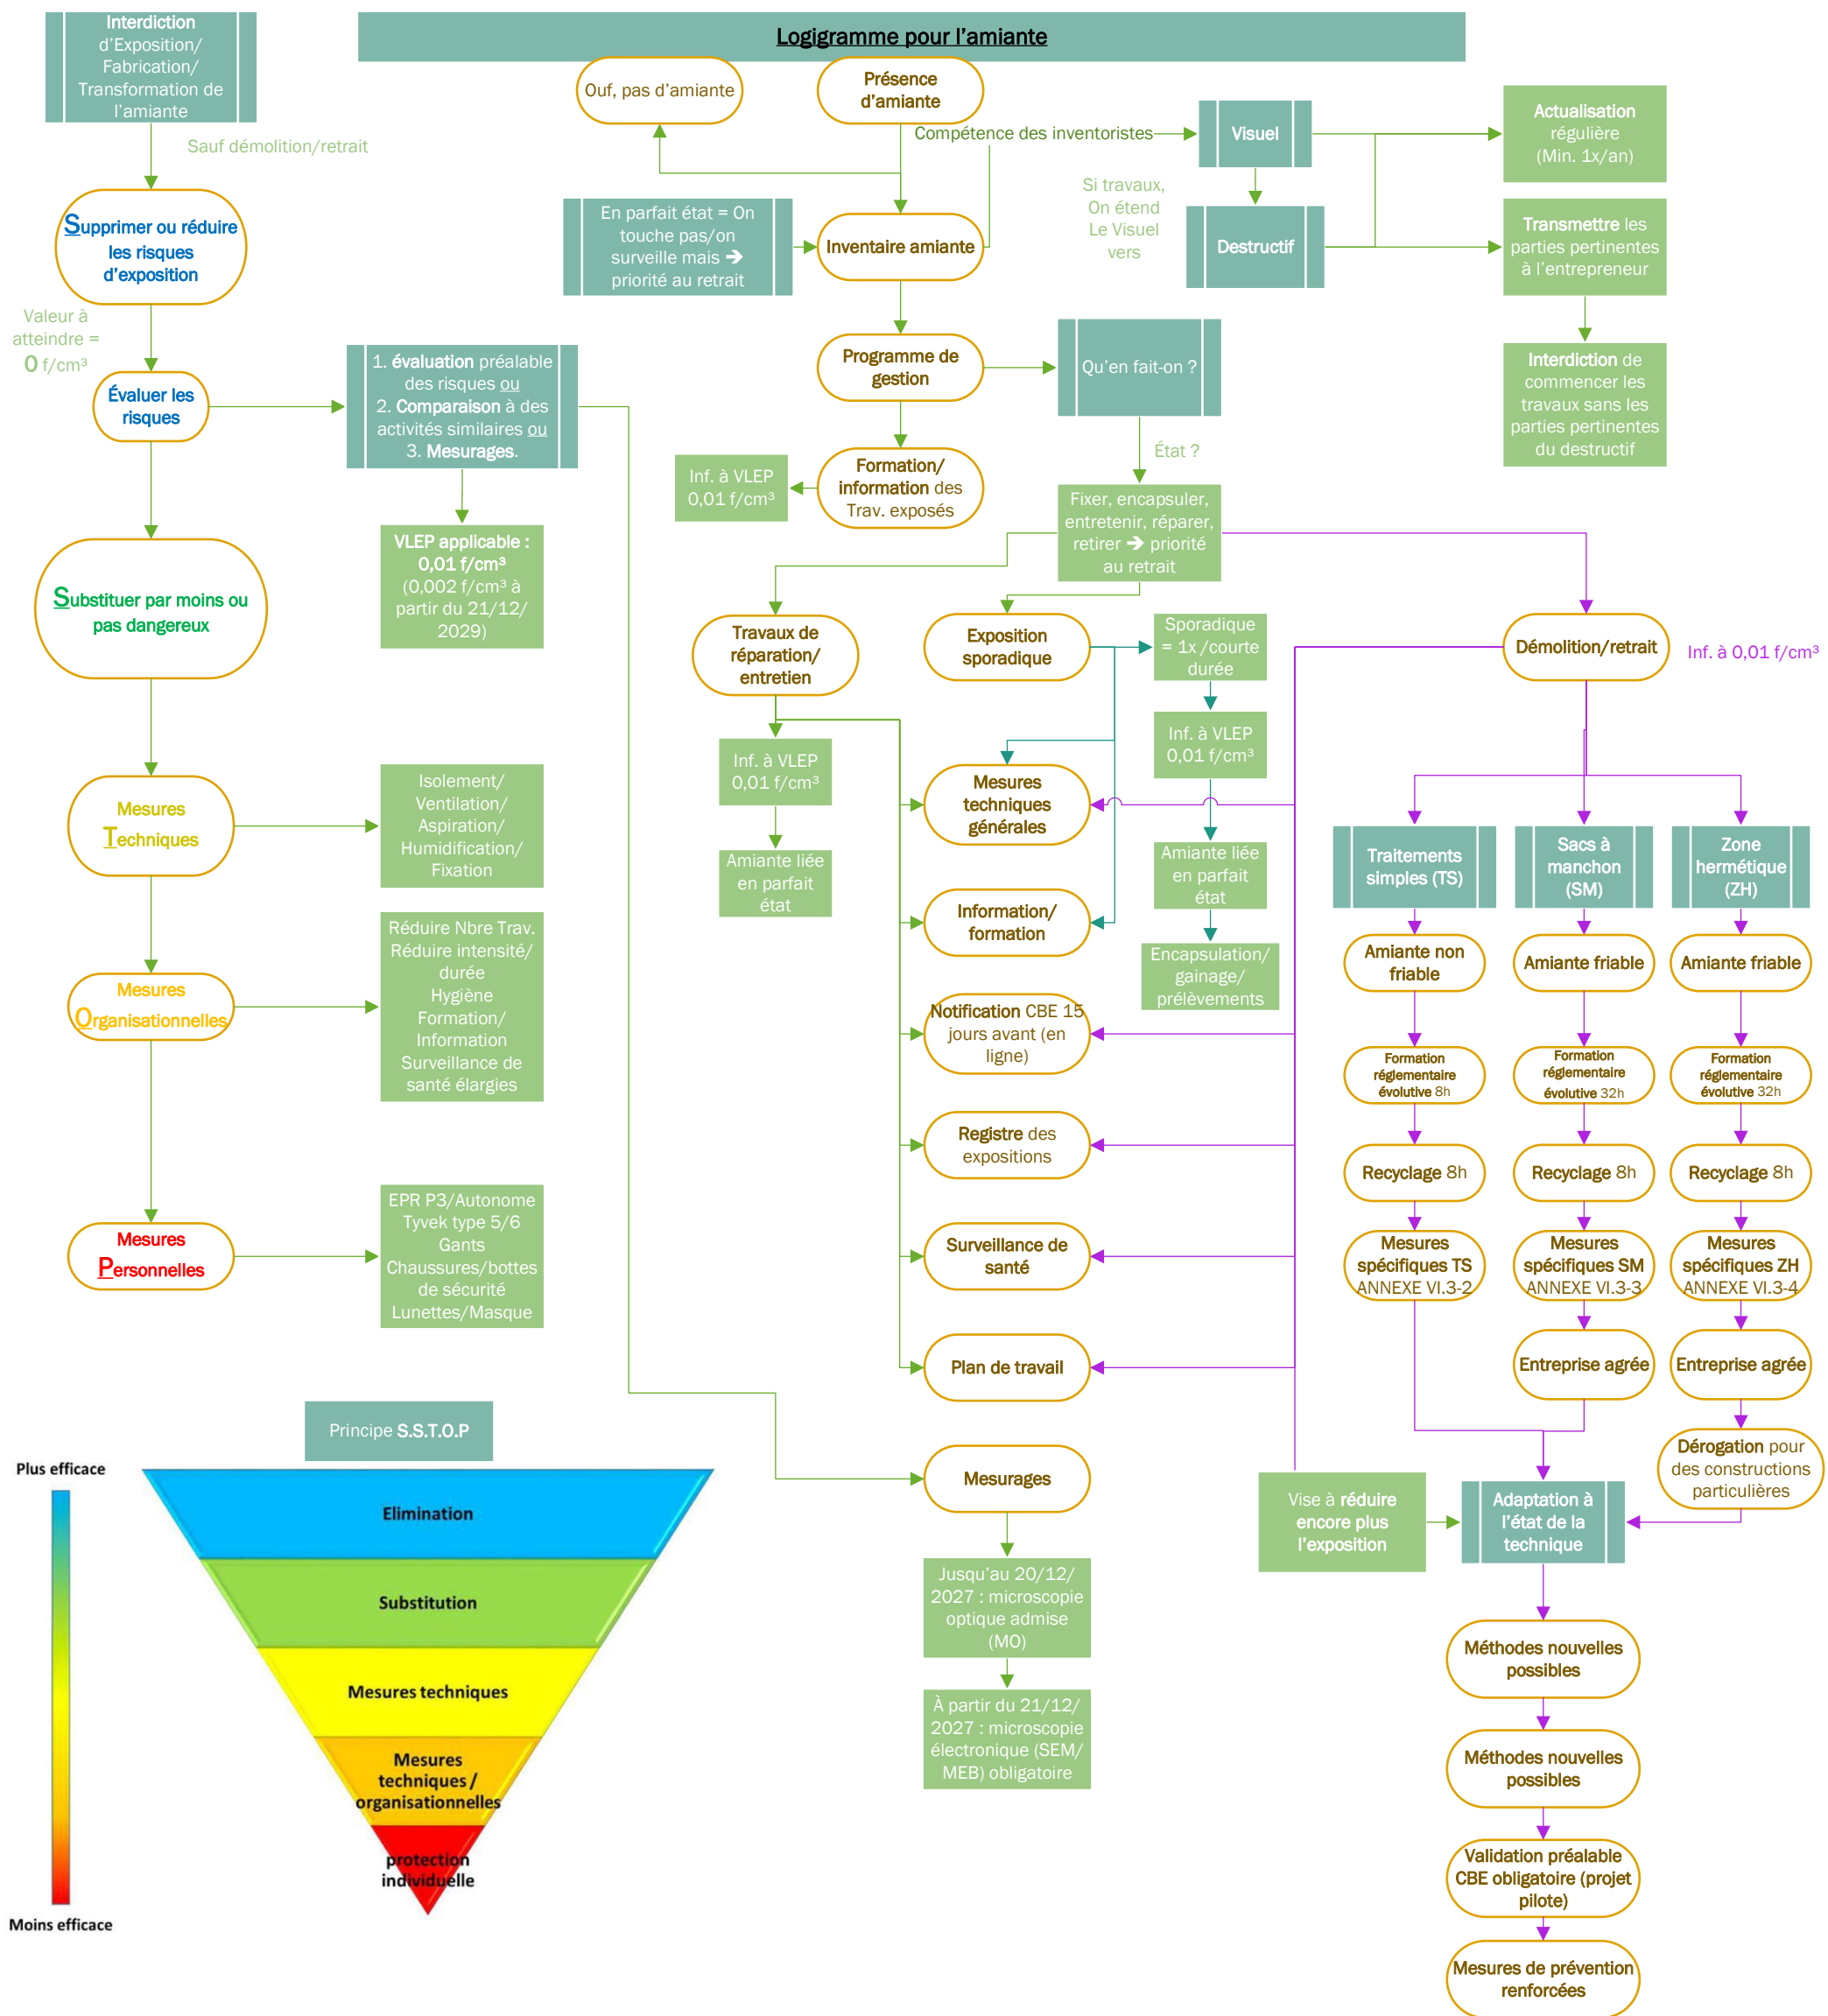 Logigramme pour l'amiante
Interdiction
d'Exposition/
Fabrication/
Transformation de
l'amiante
Sauf démolition/retrait
Supprimer ou réduire
les risques
d'exposition
Valeur à
atteindre =
0 f/cm³
Évaluer les
risques
1. évaluation préalable
des risques ou
2. Comparaison à des
activités similaires ou
3. Mesurages.
VLEP applicable :
0,01 f/cm³
(0,002 f/cm³ à
partir du 21/12/
2029)
Substituer par moins ou
pas dangereux
Mesures
Techniques
Isolement/
Ventilation/
Aspiration/
Humidification/
Fixation
Mesures
Organisationnelles
Réduire Nbre Trav.
Réduire intensité/
durée
Hygiène
Formation/
Information
Surveillance de
santé élargies
Mesures
Personnelles
EPR P3/Autonome
Tyvek type 5/6
Gants
Chaussures/bottes
de sécurité
Lunettes/Masque
Principe S.S.T.O.P
Plus efficace
Elimination
Substitution
Mesures techniques
Mesures
techniques /
organisationnelles
protection
individuelle
Moins efficace
Ouf, pas d'amiante
Présence
d'amiante
En parfait état = On
touche pas/on
surveille mais ➔
priorité au retrait
Inventaire amiante
Compétence des inventoristes
Visuel
Si travaux,
On étend
Le Visuel
vers
Destructif
Actualisation
régulière
(Min. 1x/an)
Transmettre les
parties pertinentes
à l'entrepreneur
Interdiction de
commencer les
travaux sans les
parties pertinentes
du destructif
Programme de
gestion
Qu'en fait-on ?
État ?
Formation/
information des
Trav. exposés
Inf. à VLEP
0,01 f/cm³
Fixer, encapsuler,
entretenir, réparer,
retirer ➔ priorité
au retrait
Travaux de
réparation/
entretien
Inf. à VLEP
0,01 f/cm³
Amiante liée
en parfait
état
Exposition
sporadique
Sporadique
= 1x /courte
durée
Inf. à VLEP
0,01 f/cm³
Amiante liée
en parfait
état
Encapsulation/
gainage/
prélèvements
Mesures
techniques
générales
Information/
formation
Notification CBE 15
jours avant (en
ligne)
Registre des
expositions
Surveillance de
santé
Plan de travail
Mesurages
Jusqu'au 20/12/
2027 : microscopie
optique admise
(MO)
À partir du 21/12/
2027 : microscopie
électronique (SEM/
MEB) obligatoire
Démolition/retrait
Inf. à 0,01 f/cm³
Traitements
simples (TS)
Amiante non
friable
Formation
réglementaire
évolutive 8h
Recyclage 8h
Mesures
spécifiques TS
ANNEXE VI.3-2
Sacs à
manchon
(SM)
Amiante friable
Formation
réglementaire
évolutive 32h
Recyclage 8h
Mesures
spécifiques SM
ANNEXE VI.3-3
Entreprise agrée
Zone
hermétique
(ZH)
Amiante friable
Formation
réglementaire
évolutive 32h
Recyclage 8h
Mesures
spécifiques ZH
ANNEXE VI.3-4
Entreprise agrée
Dérogation pour
des constructions
particulières
Vise à réduire
encore plus
l'exposition
Adaptation à
l'état de la
technique
Méthodes nouvelles
possibles
Méthodes nouvelles
possibles
Validation préalable
CBE obligatoire (projet
pilote)
Mesures de prévention
renforcées